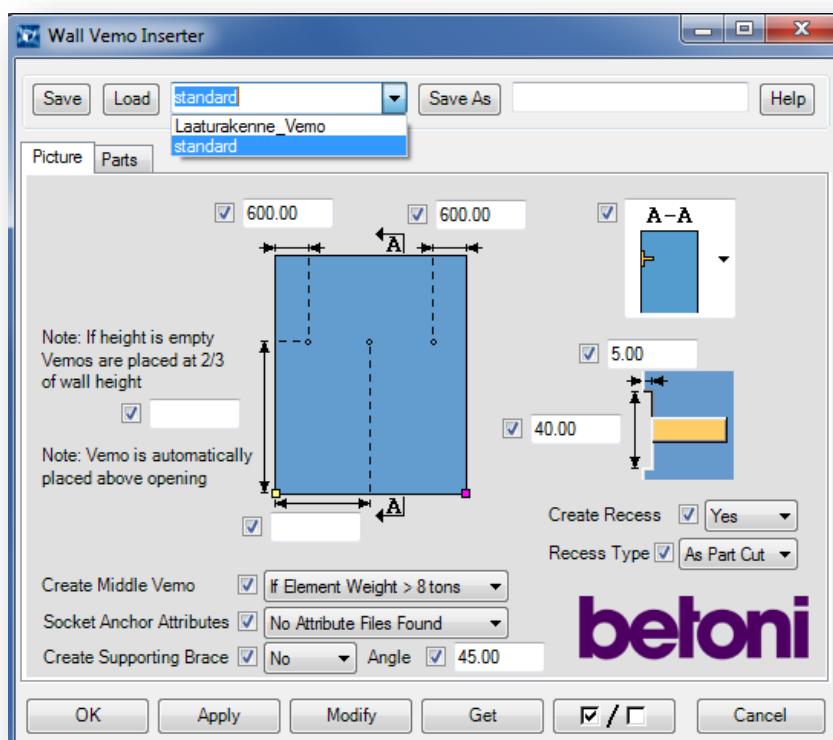 Wall Vemo Inserter
Save Load standard Save As Help
Laaturakenne_Vemo
standard
Picture Parts
600.00 600.00 A-A
A
Note: If height is empty
Vemos are placed at 2/3
of wall height
5.00
40.00
Note: Vemo is automatically
placed above opening
A
Create Recess Yes
Recess Type As Part Cut
Create Middle Vemo If Element Weight > 8 tons
Socket Anchor Attributes No Attribute Files Found
Create Supporting Brace No Angle 45.00
betoni
OK Apply Modify Get / Cancel